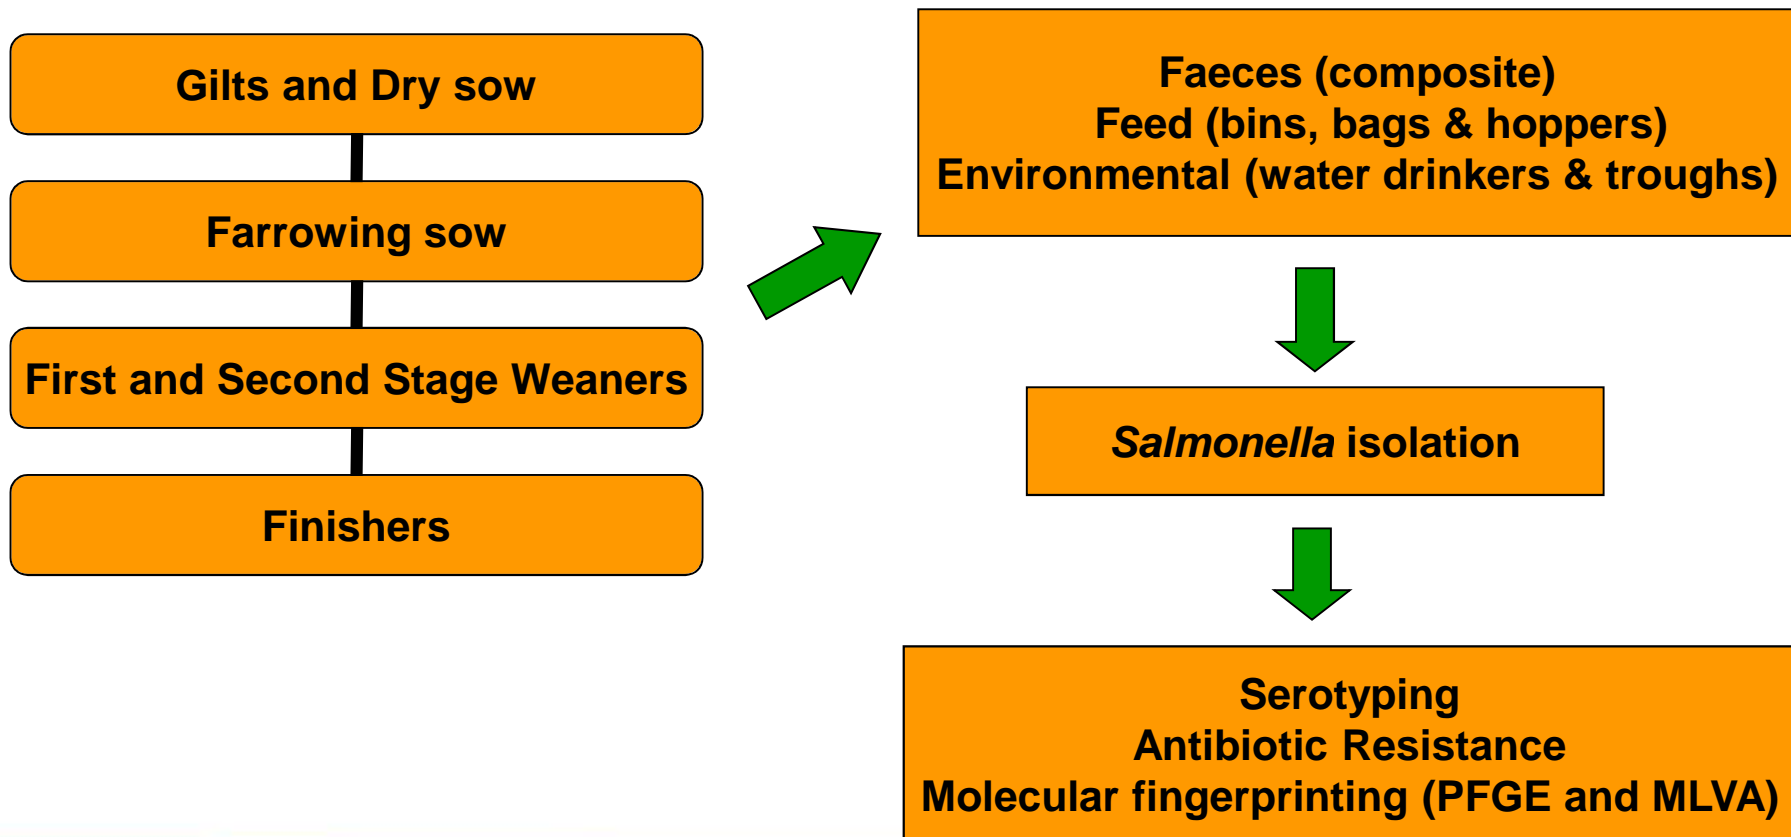 Gilts and Dry sow
Farrowing sow
First and Second Stage Weaners
Finishers
Faeces (composite)
Feed (bins, bags & hoppers)
Environmental (water drinkers & troughs)
Salmonella isolation
Serotyping
Antibiotic Resistance
Molecular fingerprinting (PFGE and MLVA)